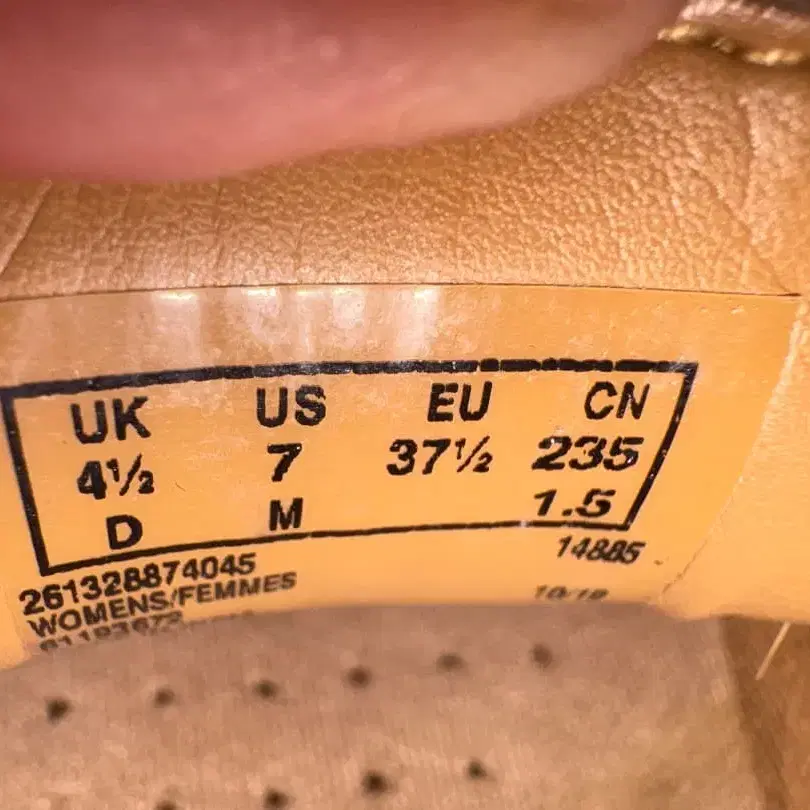 UK US EU CN
4½ 7 37½ 235
D M 1.5
261328874045 14885
WOMENS/FEMMES